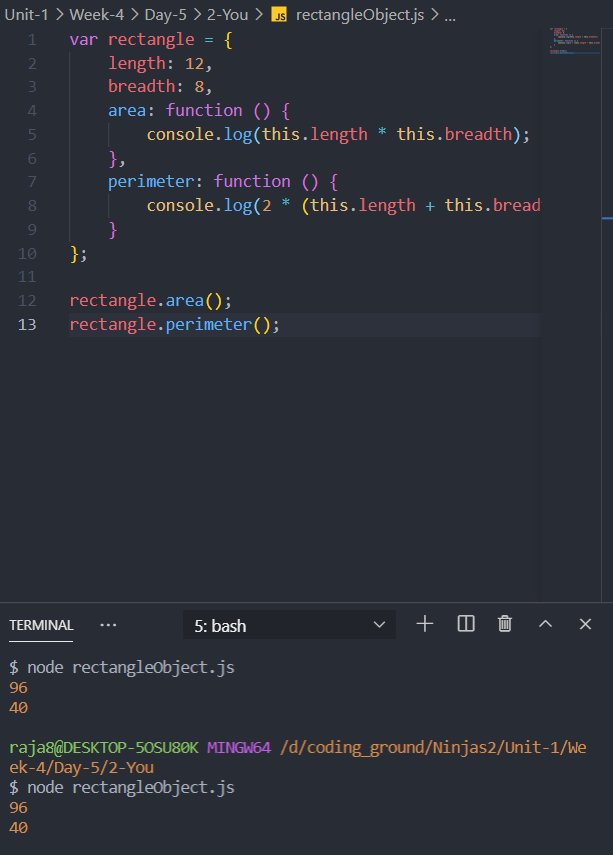 Unit-1 > Week-4 > Day-5 > 2-You > JS rectangleObject.js > ...
1 var rectangle = {
2 length: 12,
3 breadth: 8,
4 area: function () {
5 console.log(this.length * this.breadth);
6 },
7 perimeter: function () {
8 console.log(2 * (this.length + this.bread
9 }
10 };
11
12 rectangle.area();
13 rectangle.perimeter();
TERMINAL ... 5: bash
$ node rectangleObject.js
96
40
raja8@DESKTOP-5OSU80K MINGW64 /d/coding_ground/Ninjas2/Unit-1/We
ek-4/Day-5/2-You
$ node rectangleObject.js
96
40